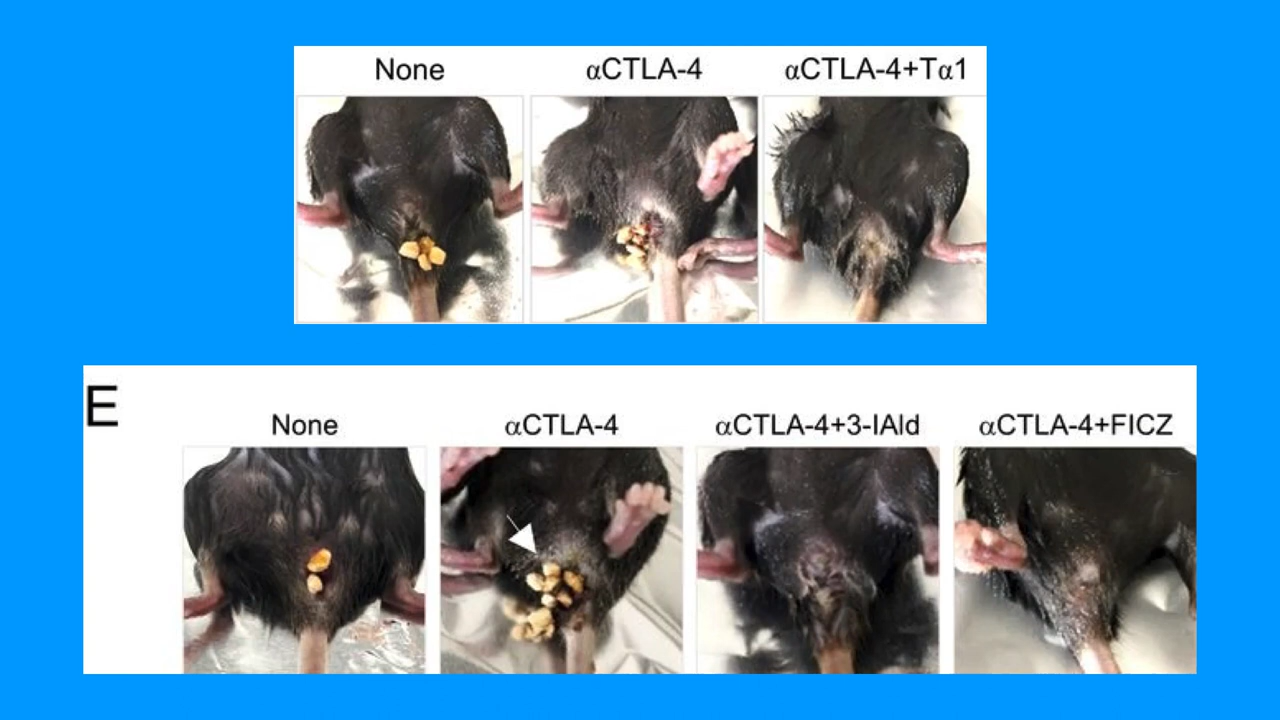 None αCTLA-4 αCTLA-4+Tα1
E
None αCTLA-4 αCTLA-4+3-IAld αCTLA-4+FICZ